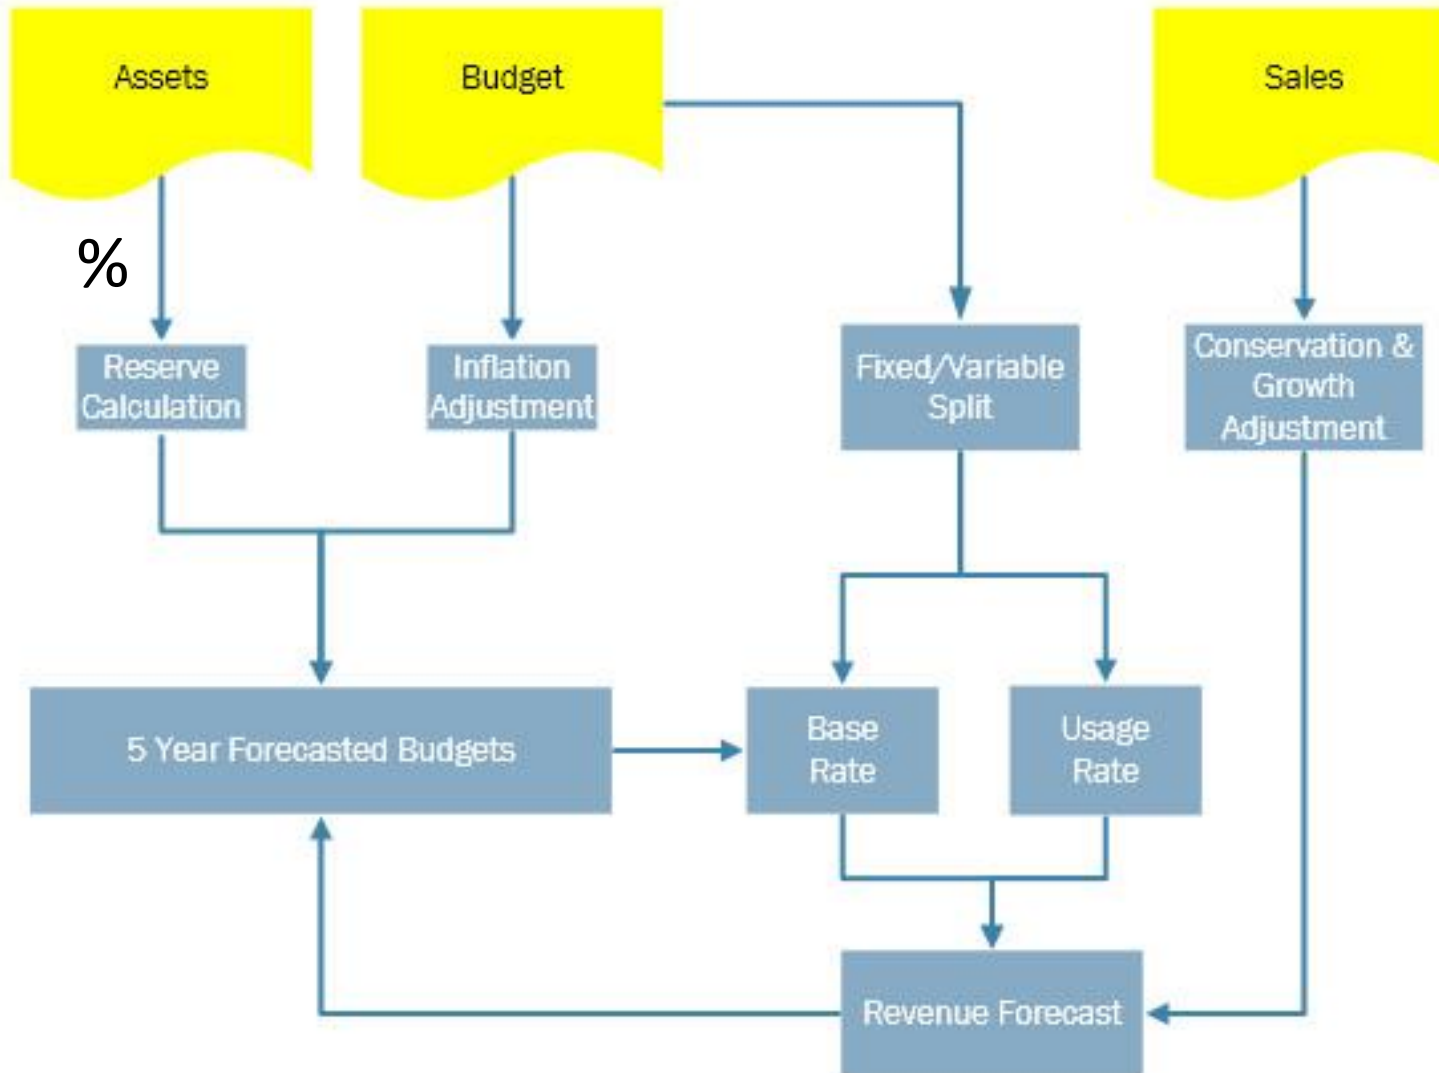 Assets
Budget
Sales
%
Reserve
Calculation
Inflation
Adjustment
Fixed/Variable
Split
Conservation &
Growth
Adjustment
5 Year Forecasted Budgets
Base
Rate
Usage
Rate
Revenue Forecast